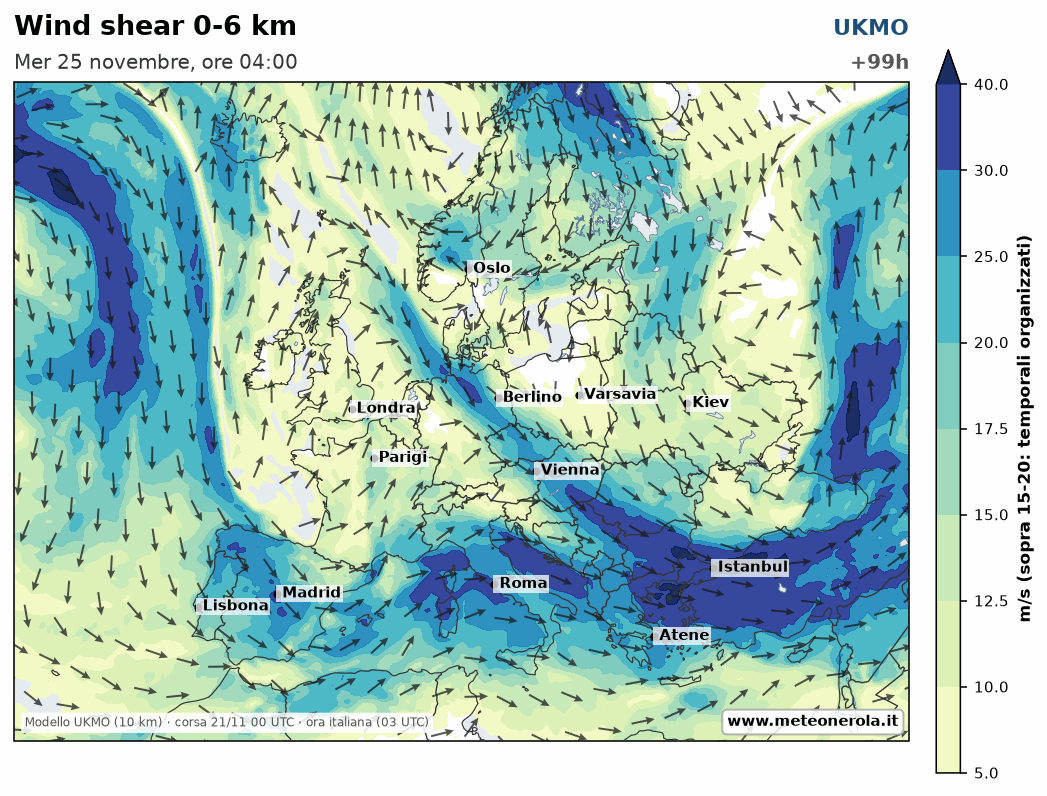 Wind shear 0-6 km
UKMO
Mer 25 novembre, ore 04:00
+99h
40.0
30.0
25.0
20.0
17.5
15.0
12.5
10.0
5.0
m/s (sopra 15-20: temporali organizzati)
Oslo
Berlino
Varsavia
Kiev
Londra
Parigi
Vienna
Istanbul
Roma
Madrid
Lisbona
Atene
Modello UKMO (10 km) · corsa 21/11 00 UTC · ora italiana (03 UTC)
www.meteonerola.it